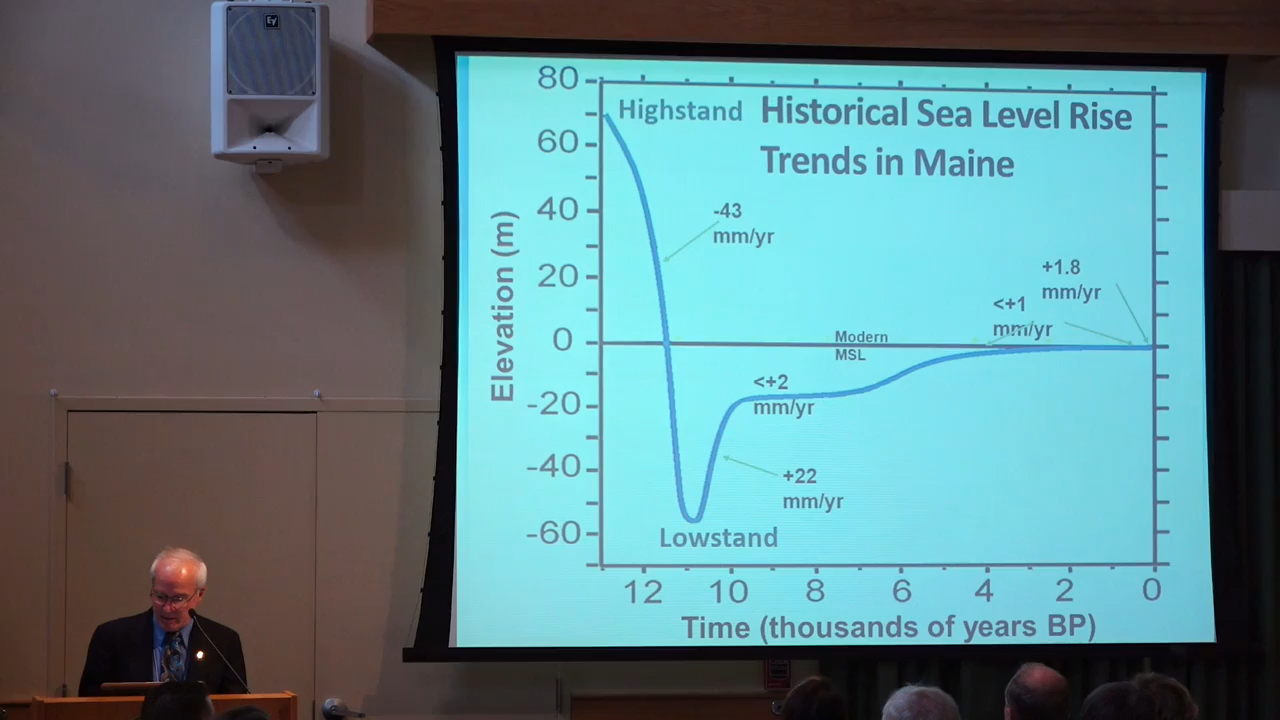 EV
Historical Sea Level Rise
Trends in Maine
Highstand
80
60
40
20
0
-20
-40
-60
Elevation (m)
-43
mm/yr
+1.8
mm/yr
<+1
mm/yr
Modern
MSL
<+2
mm/yr
+22
mm/yr
Lowstand
12 10 8 6 4 2 0
Time (thousands of years BP)